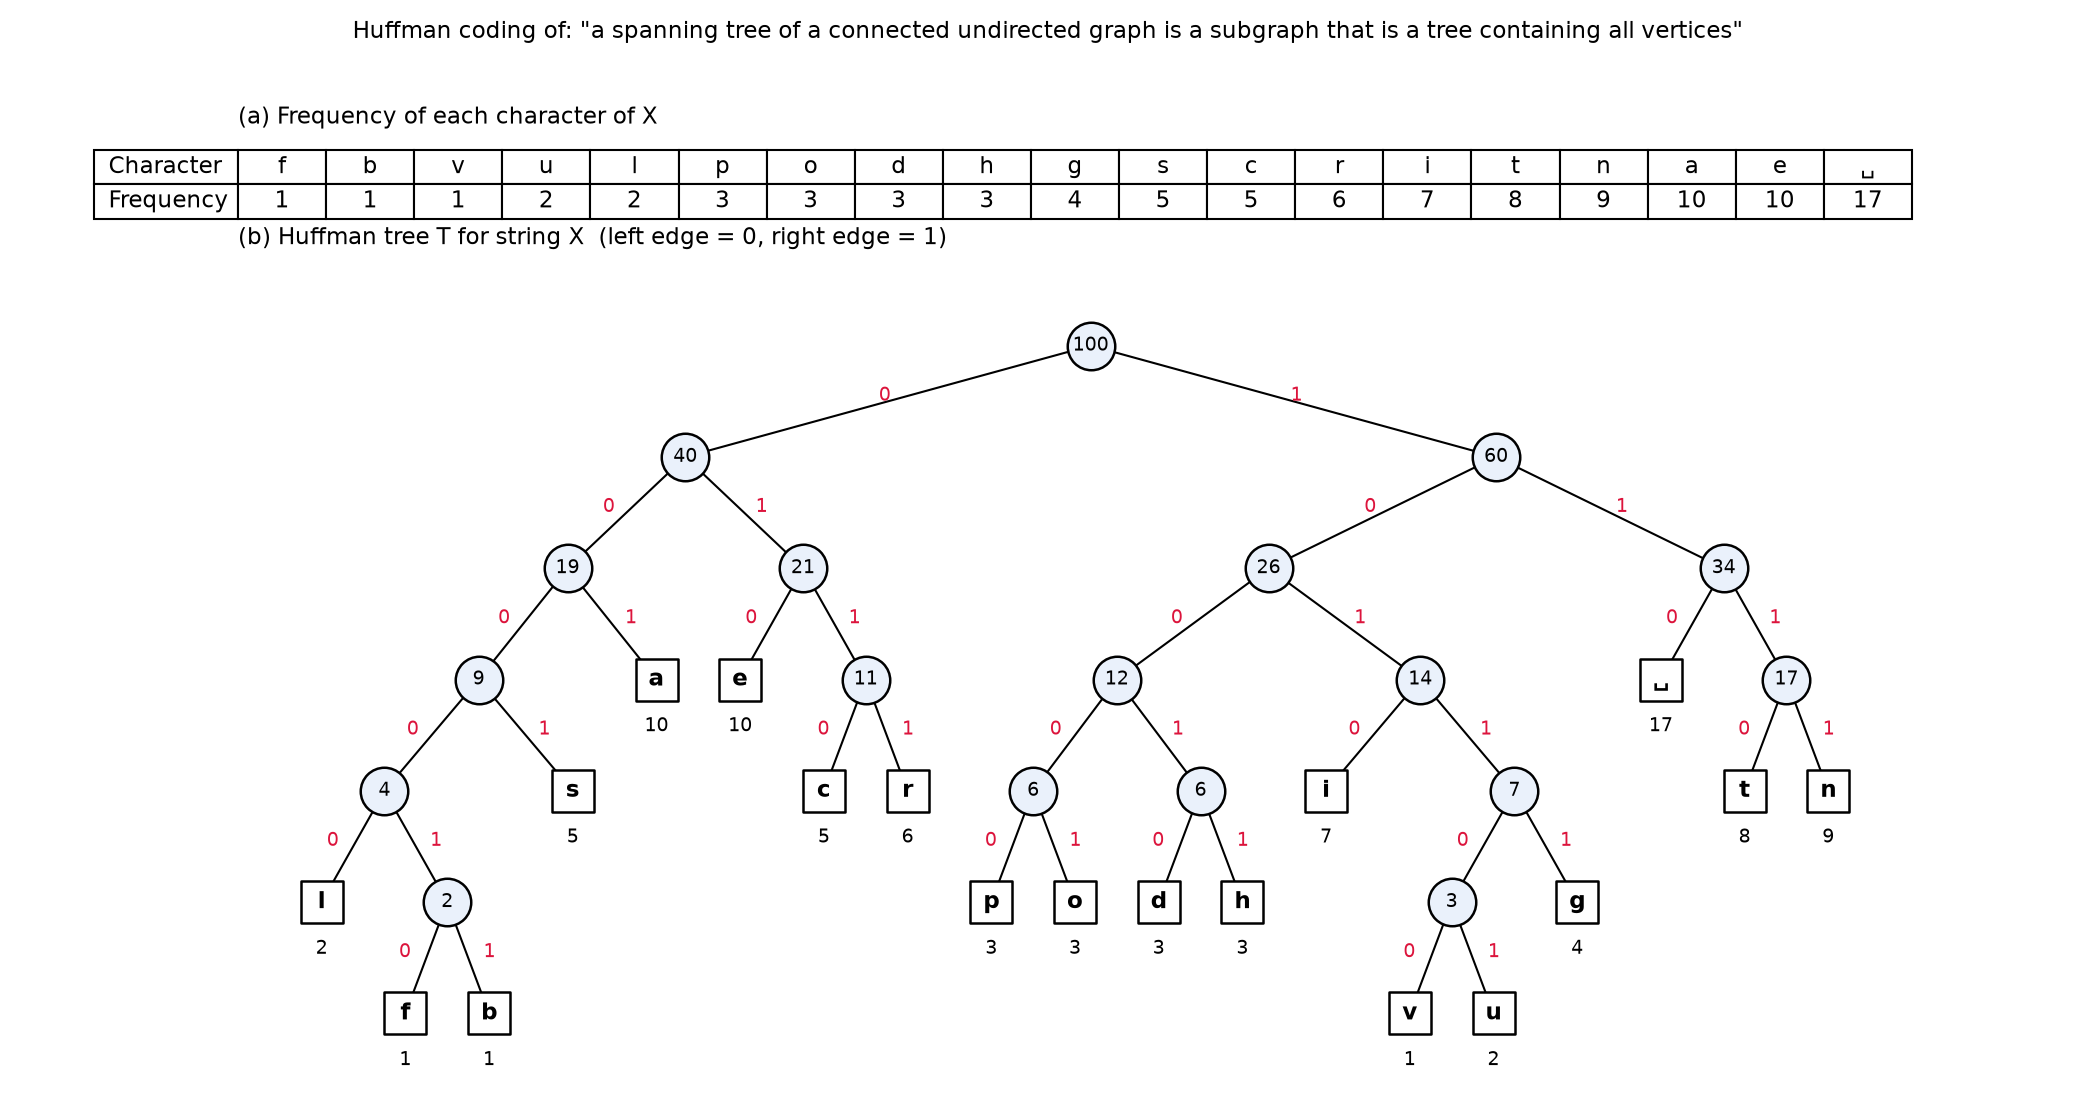 Huffman coding of: "a spanning tree of a connected undirected graph is a subgraph that is a tree containing all vertices"
(a) Frequency of each character of X
Character f b v u l p o d h g s c r i t n a e ␣
Frequency 1 1 1 2 2 3 3 3 3 4 5 5 6 7 8 9 10 10 17
(b) Huffman tree T for string X (left edge = 0, right edge = 1)
100
0 1
40 60
0 1 0 1
19 21 26 34
0 1 0 1 0 1 0 1
9 a e 11 12 14 ␣ 17
10 10 17
0 1 0 1 0 1 0 1 0 1
4 s c r 6 6 i 7 t n
5 5 6 7 8 9
0 1 0 1 0 1 0 1
l 2 p o d h 3 g
2 3 3 3 3 4
0 1 0 1
f b v u
1 1 1 2